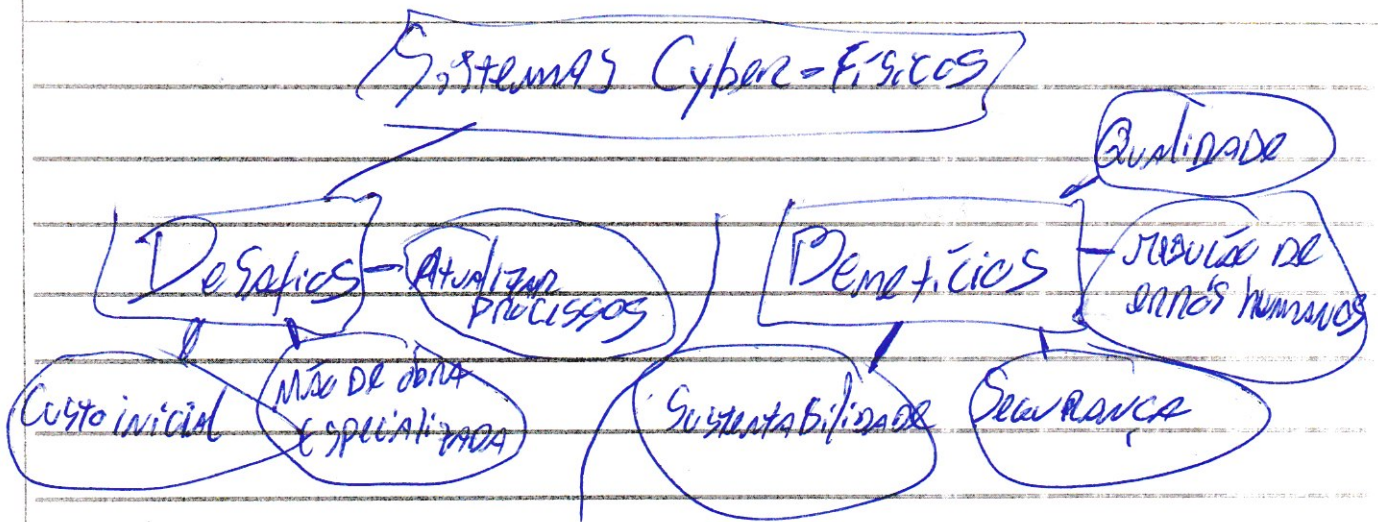 Sistemas Cyber-Físicos
Qualidade
Desafios
Atualizar
processos
Benefícios
redução de
erros humanos
Custo inicial
Mão de obra
especializada
Sustentabilidade
Segurança